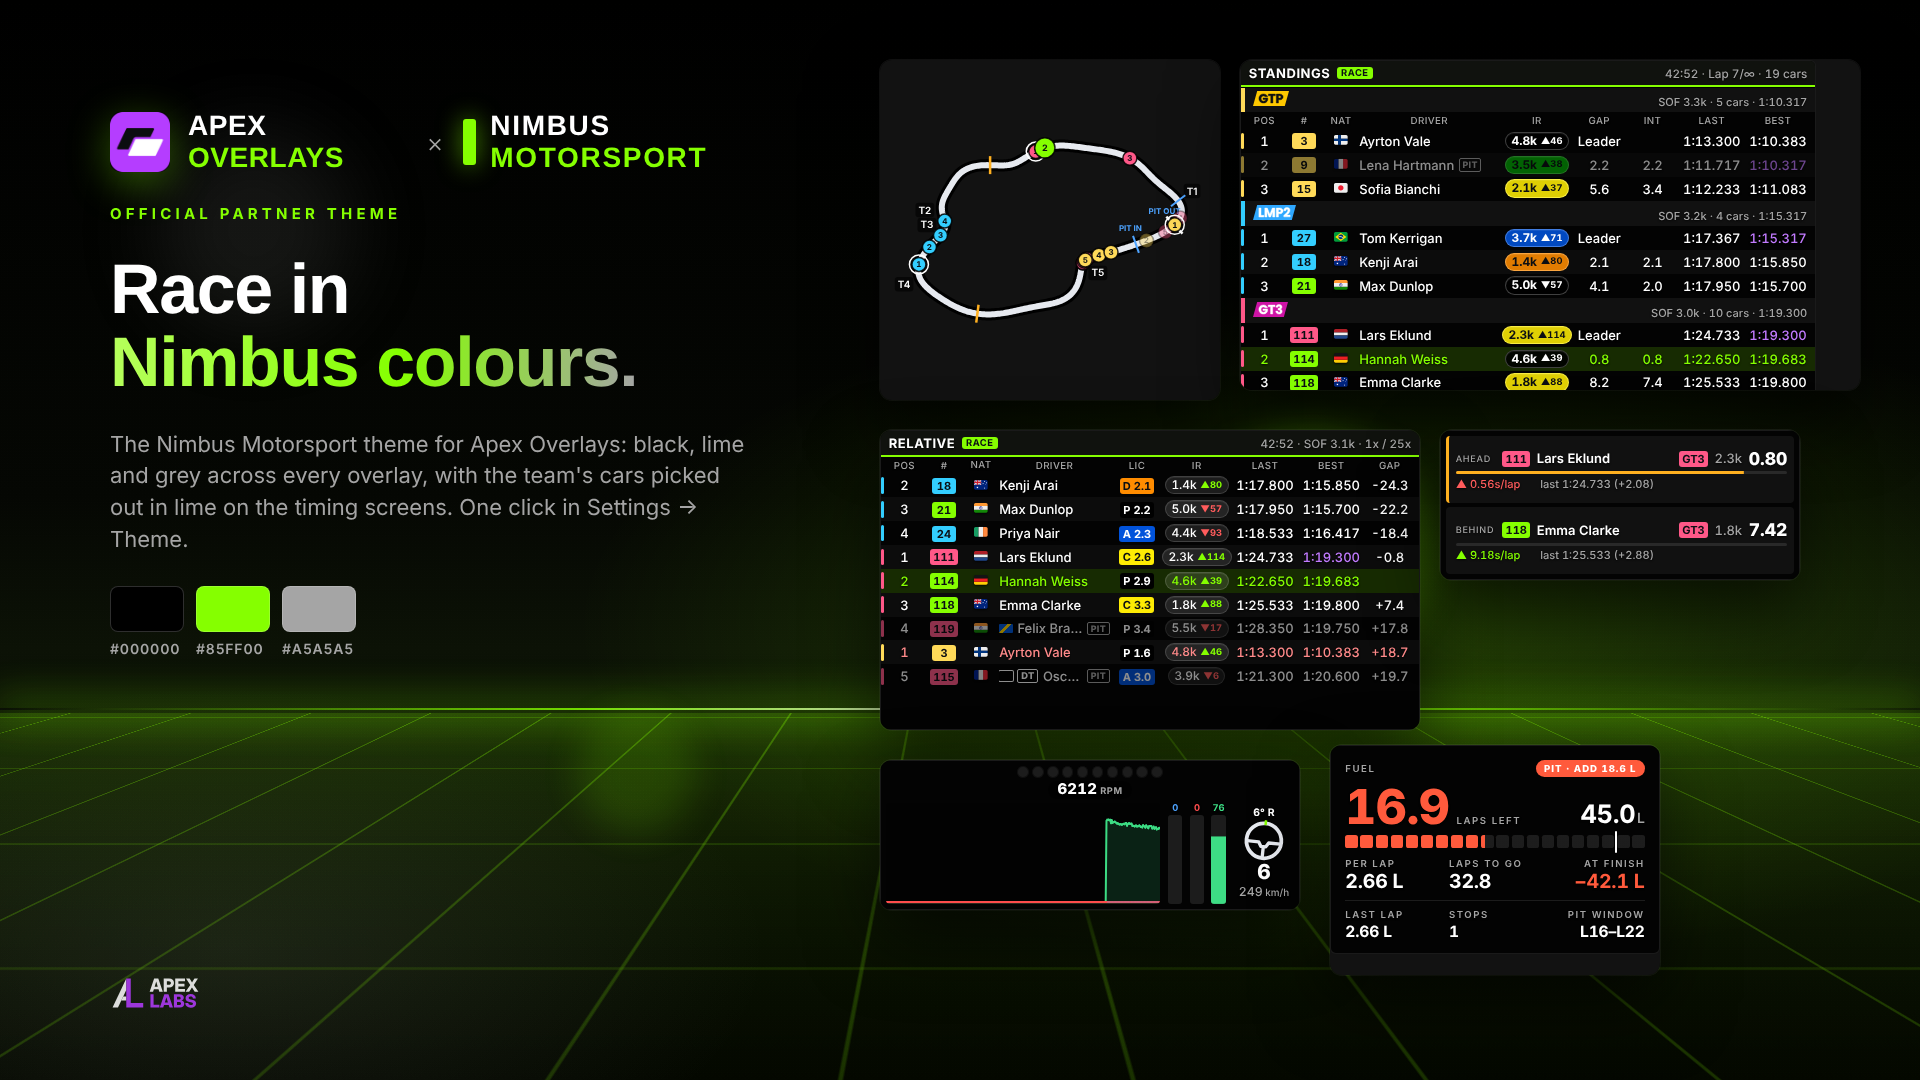 APEX
OVERLAYS
×
NIMBUS
MOTORSPORT
OFFICIAL PARTNER THEME
Race in
Nimbus colours.
The Nimbus Motorsport theme for Apex Overlays: black, lime
and grey across every overlay, with the team's cars picked
out in lime on the timing screens. One click in Settings →
Theme.
#000000 #85FF00 #A5A5A5
AL APEX
LABS
2
3
T1
PIT OUT
1
PIT IN
2
T2
4
T3
3
2
1
T4
5 4 3
T5
STANDINGS RACE 42:52 · Lap 7/∞ · 19 cars
GTP SOF 3.3k · 5 cars · 1:10.317
POS # NAT DRIVER IR GAP INT LAST BEST
1 3 Ayrton Vale 4.8k ▲46 Leader 1:13.300 1:10.383
2 9 Lena Hartmann PIT 3.5k ▲38 2.2 2.2 1:11.717 1:10.317
3 15 Sofia Bianchi 2.1k ▲37 5.6 3.4 1:12.233 1:11.083
LMP2 SOF 3.2k · 4 cars · 1:15.317
1 27 Tom Kerrigan 3.7k ▲71 Leader 1:17.367 1:15.317
2 18 Kenji Arai 1.4k ▲80 2.1 2.1 1:17.800 1:15.850
3 21 Max Dunlop 5.0k ▼57 4.1 2.0 1:17.950 1:15.700
GT3 SOF 3.0k · 10 cars · 1:19.300
1 111 Lars Eklund 2.3k ▲114 Leader 1:24.733 1:19.300
2 114 Hannah Weiss 4.6k ▲39 0.8 0.8 1:22.650 1:19.683
3 118 Emma Clarke 1.8k ▲88 8.2 7.4 1:25.533 1:19.800
RELATIVE RACE 42:52 · SOF 3.1k · 1x / 25x
POS # NAT DRIVER LIC IR LAST BEST GAP
2 18 Kenji Arai D 2.1 1.4k ▲80 1:17.800 1:15.850 -24.3
3 21 Max Dunlop P 2.2 5.0k ▼57 1:17.950 1:15.700 -22.2
4 24 Priya Nair A 2.3 4.4k ▼93 1:18.533 1:16.417 -18.4
1 111 Lars Eklund C 2.6 2.3k ▲114 1:24.733 1:19.300 -0.8
2 114 Hannah Weiss P 2.9 4.6k ▲39 1:22.650 1:19.683
3 118 Emma Clarke C 3.3 1.8k ▲88 1:25.533 1:19.800 +7.4
4 119 Felix Bra... PIT P 3.4 5.5k ▼17 1:28.350 1:19.750 +17.8
1 3 Ayrton Vale P 1.6 4.8k ▲46 1:13.300 1:10.383 +18.7
5 115 DT Osc... PIT A 3.0 3.9k ▼6 1:21.300 1:20.600 +19.7
AHEAD 111 Lars Eklund GT3 2.3k 0.80
▲ 0.56s/lap last 1:24.733 (+2.08)
BEHIND 118 Emma Clarke GT3 1.8k 7.42
▲ 9.18s/lap last 1:25.533 (+2.88)
6212 RPM
0 0 76
6° R
6
249 km/h
FUEL PIT · ADD 18.6 L
16.9 LAPS LEFT 45.0 L
PER LAP LAPS TO GO AT FINISH
2.66 L 32.8 −42.1 L
LAST LAP STOPS PIT WINDOW
2.66 L 1 L16–L22